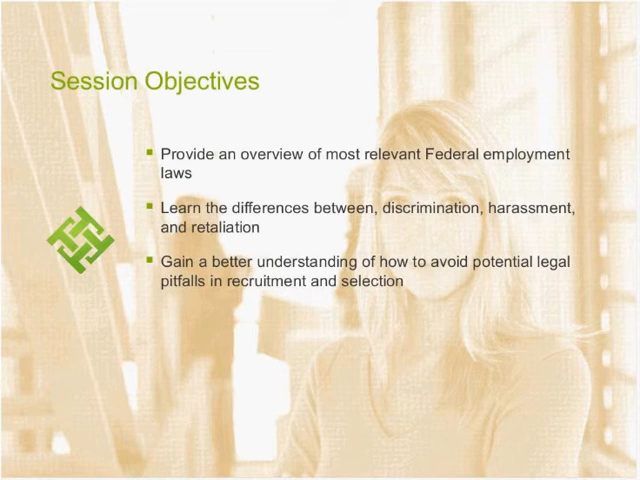 Session Objectives
Provide an overview of most relevant Federal employment
laws
Learn the differences between, discrimination, harassment,
and retaliation
Gain a better understanding of how to avoid potential legal
pitfalls in recruitment and selection